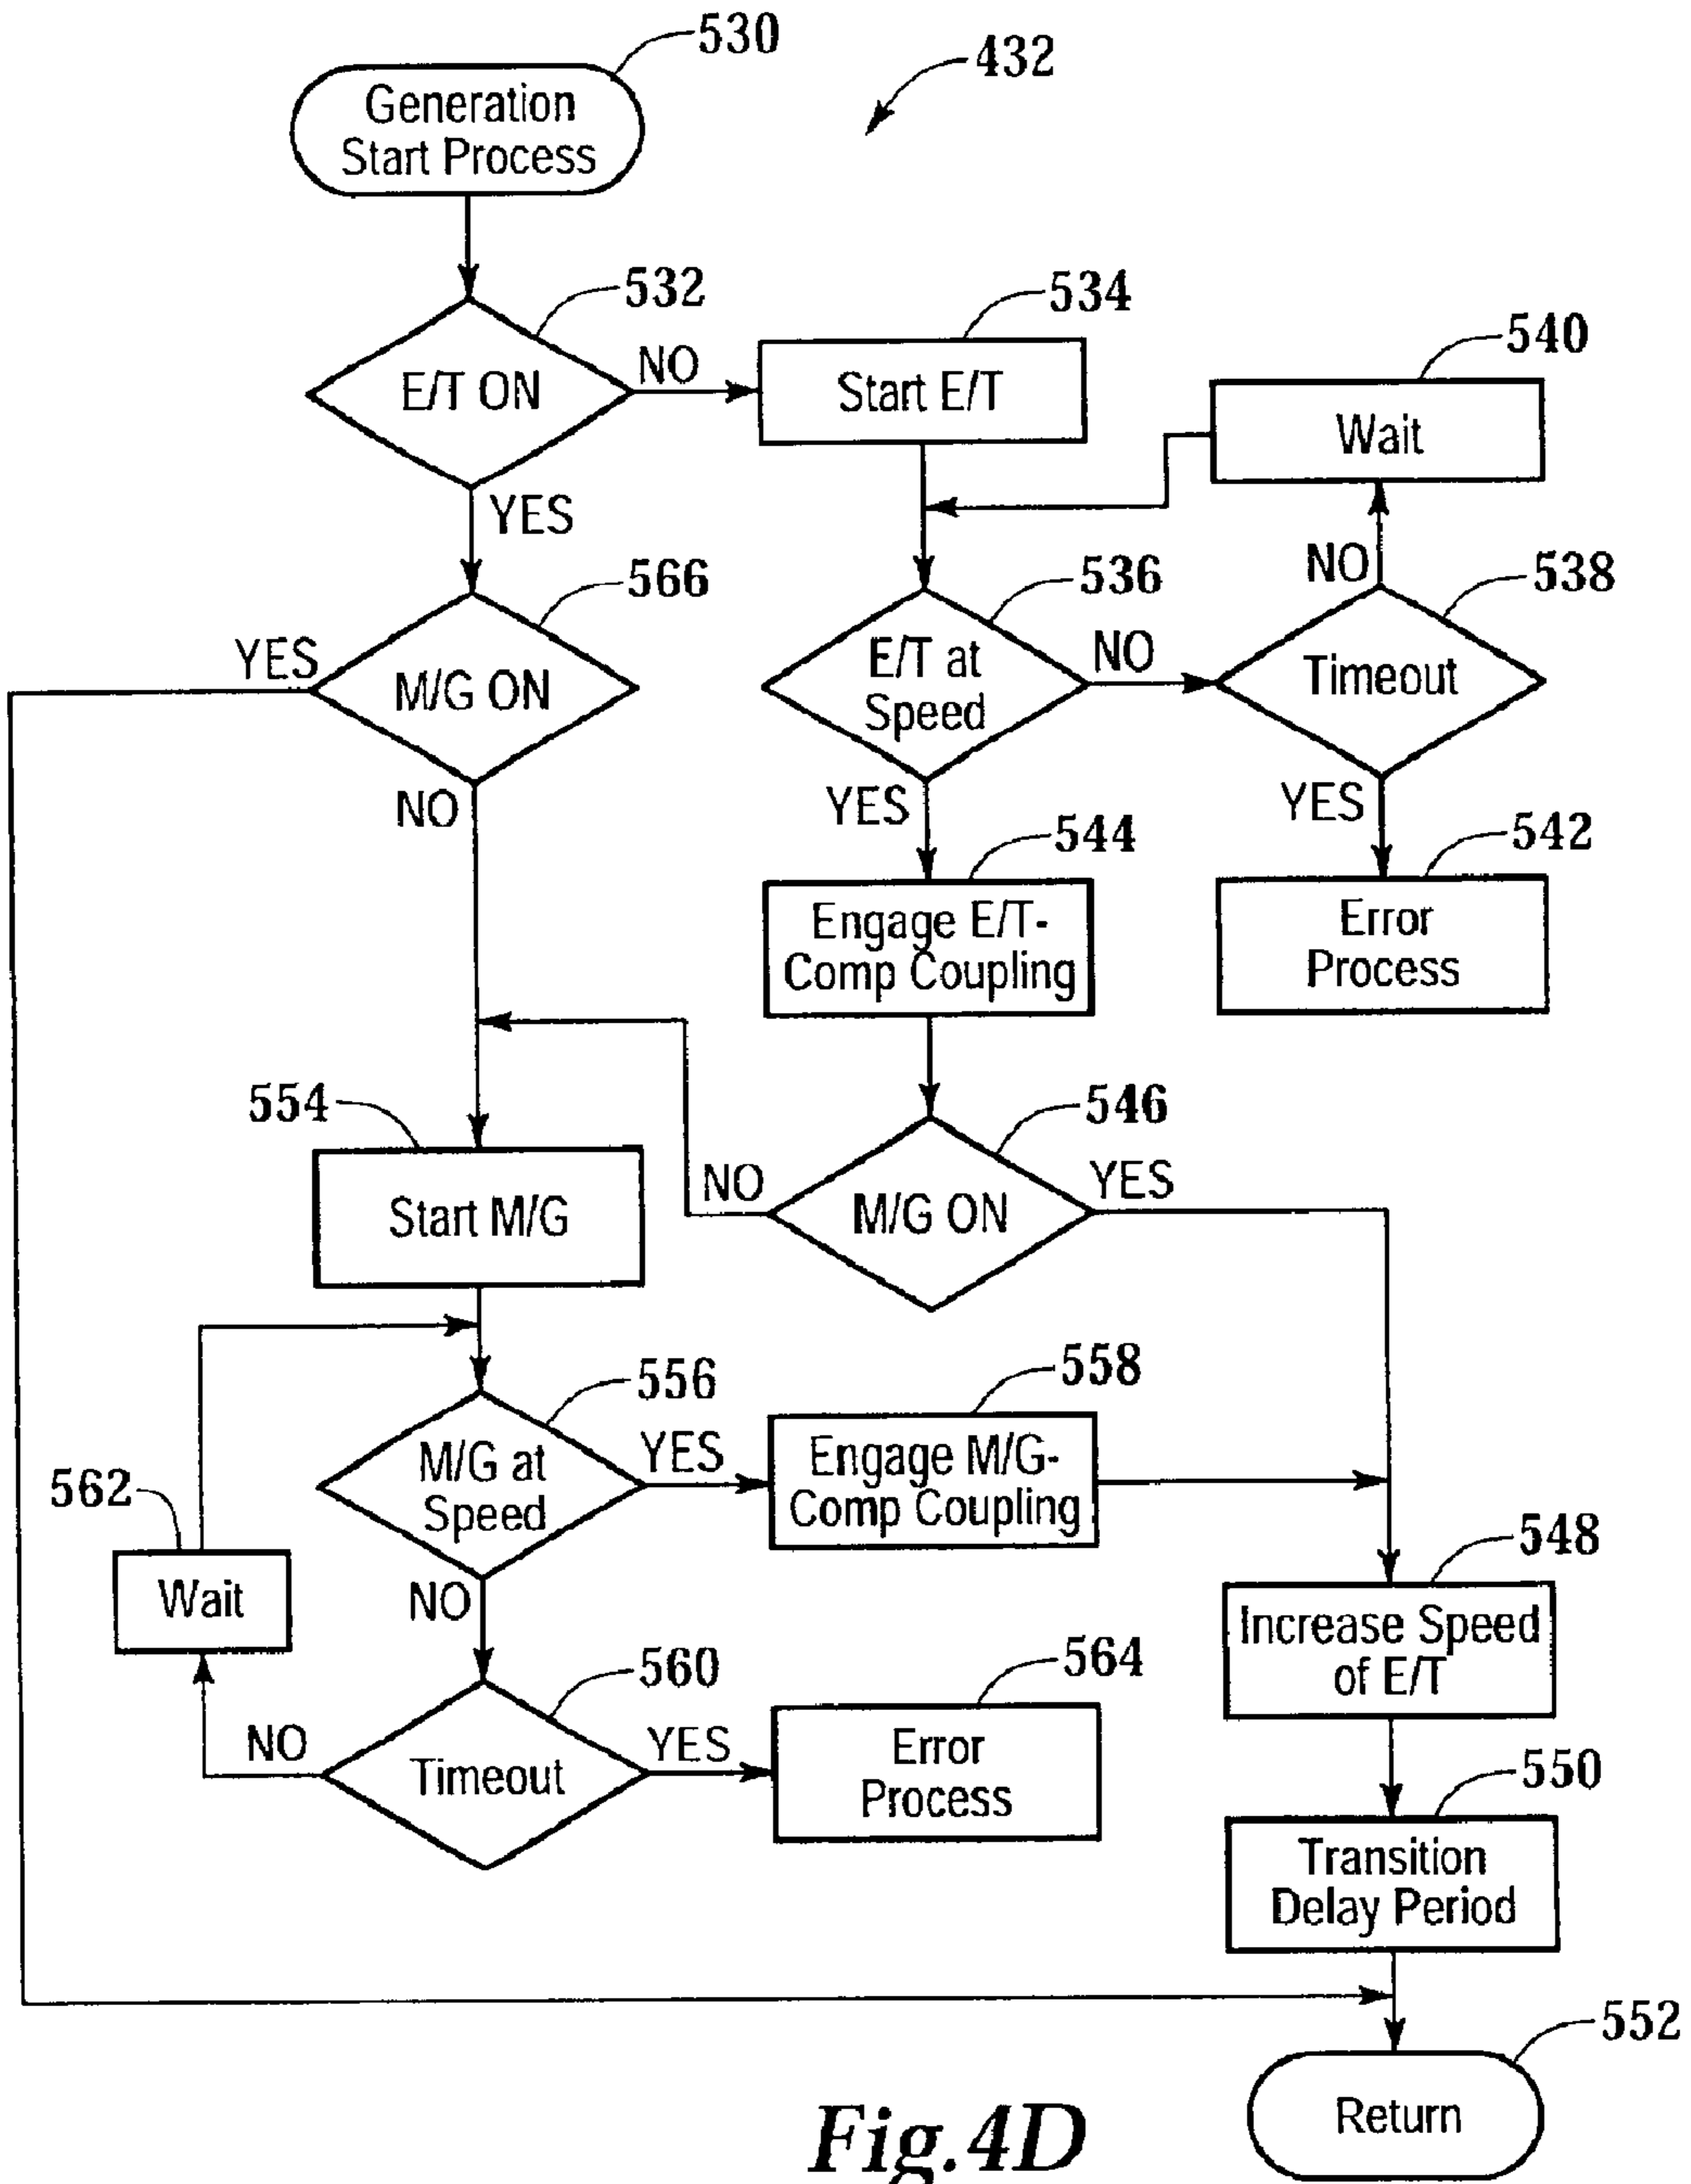 530
432
Generation
Start Process
532
534
540
E/T ON
NO
Start E/T
Wait
YES
566
536
NO
538
YES
M/G ON
E/T at
Speed
NO
Timeout
NO
YES
544
YES
542
Engage E/T-
Comp Coupling
Error
Process
554
546
Start M/G
NO
M/G ON
YES
556
558
562
M/G at
Speed
YES
Engage M/G-
Comp Coupling
548
Wait
NO
Increase Speed
of E/T
560
564
NO
Timeout
YES
Error
Process
550
Transition
Delay Period
552
Return
Fig.4D